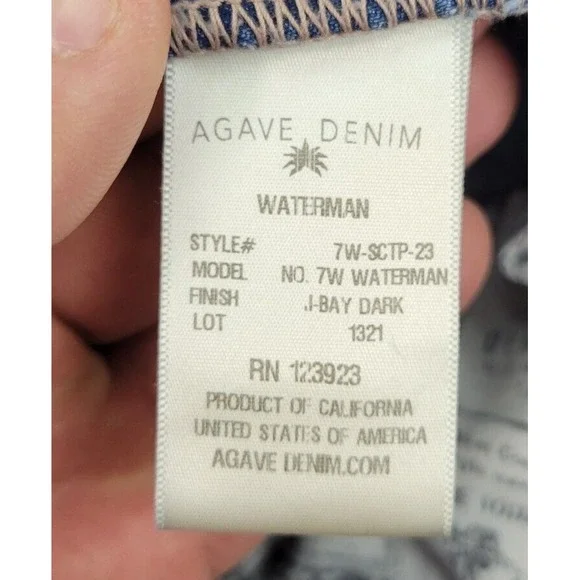 AGAVE DENIM
WATERMAN
STYLE# 7W-SCTP-23
MODEL NO. 7W WATERMAN
FINISH J-BAY DARK
LOT 1321
RN 123923
PRODUCT OF CALIFORNIA
UNITED STATES OF AMERICA
AGAVE DENIM.COM